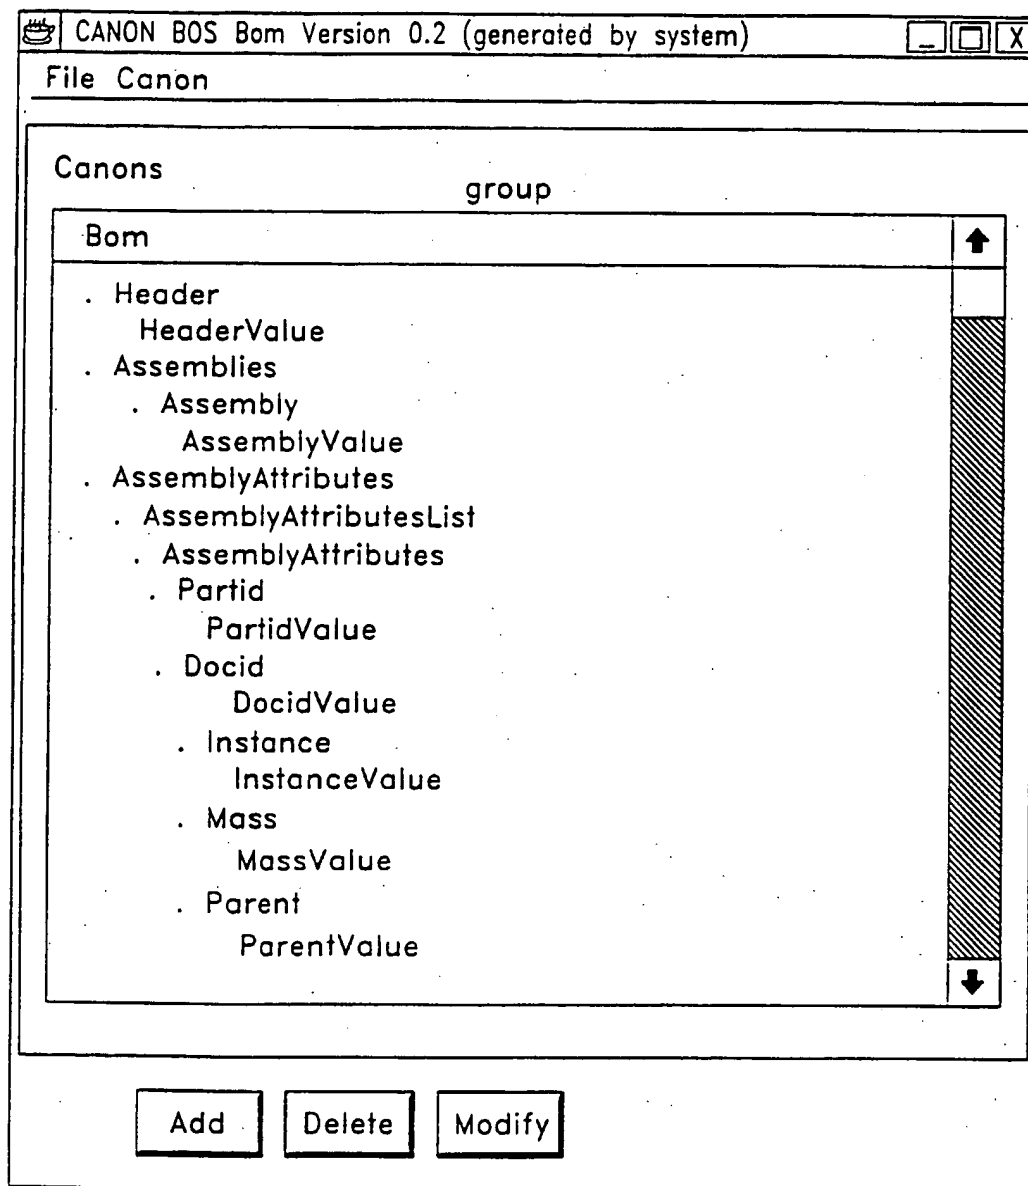 CANON BOS Bom Version 0.2 (generated by system) _ X
File Canon
Canons
group
Bom
. Header
HeaderValue
. Assemblies
. Assembly
AssemblyValue
. AssemblyAttributes
. AssemblyAttributesList
. AssemblyAttributes
. Partid
PartidValue
. Docid
DocidValue
. Instance
InstanceValue
. Mass
MassValue
. Parent
ParentValue
Add Delete Modify